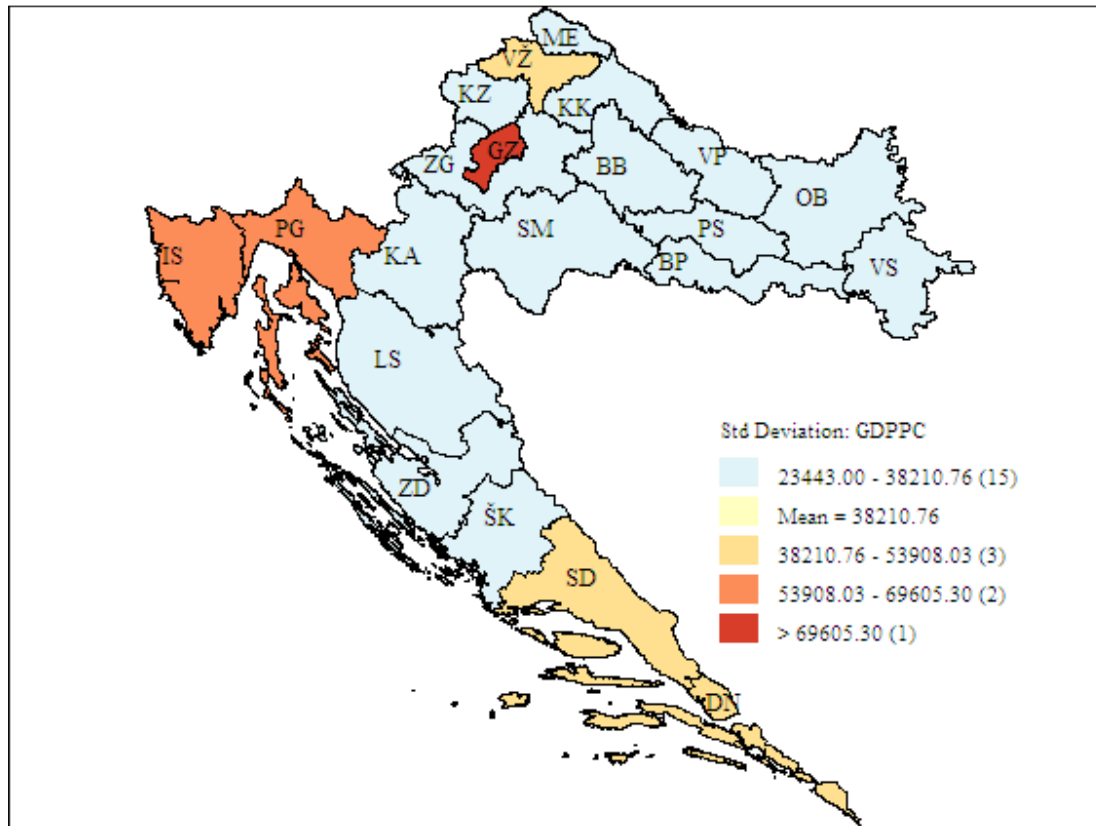 ME
VŽ
KZ
KK
GZ
ZG
BB
VP
OB
PG
IS
KA
SM
PS
BP
VS
LS
ZD
ŠK
SD
DN
Std Deviation: GDPPC
23443.00 - 38210.76 (15)
Mean = 38210.76
38210.76 - 53908.03 (3)
53908.03 - 69605.30 (2)
> 69605.30 (1)